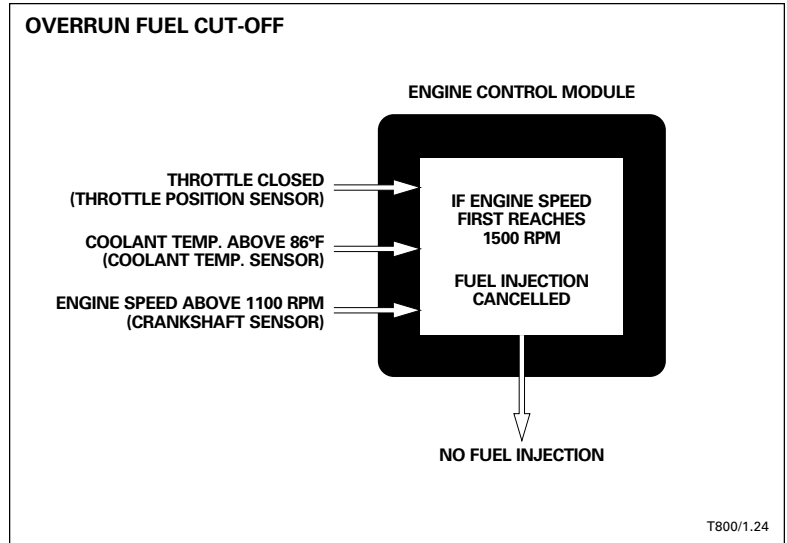 OVERRUN FUEL CUT-OFF
ENGINE CONTROL MODULE
THROTTLE CLOSED
(THROTTLE POSITION SENSOR)
COOLANT TEMP. ABOVE 86°F
(COOLANT TEMP. SENSOR)
ENGINE SPEED ABOVE 1100 RPM
(CRANKSHAFT SENSOR)
IF ENGINE SPEED
FIRST REACHES
1500 RPM
FUEL INJECTION
CANCELLED
NO FUEL INJECTION
T800/1.24